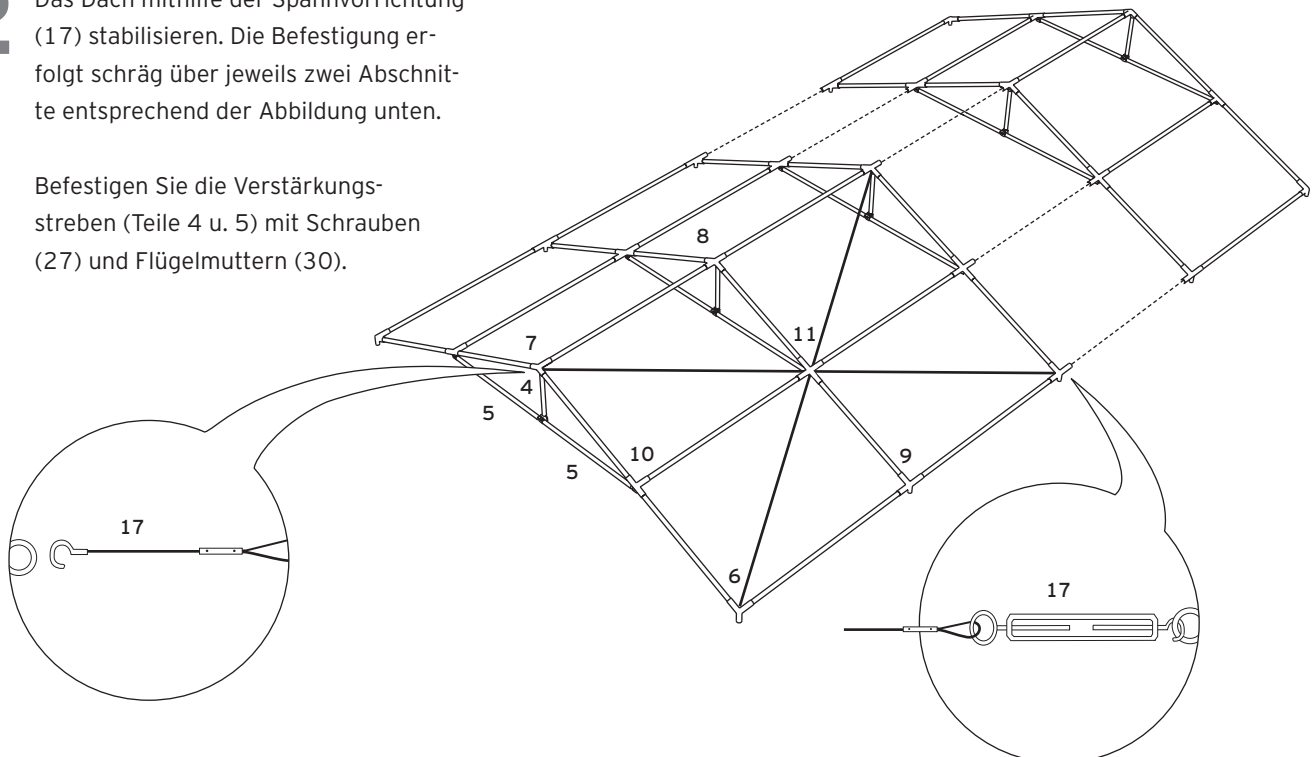 2
Das Dach mithilfe der Spannvorrichtung
(17) stabilisieren. Die Befestigung er-
folgt schräg über jeweils zwei Abschnit-
te entsprechend der Abbildung unten.
Befestigen Sie die Verstärkungs-
streben (Teile 4 u. 5) mit Schrauben
(27) und Flügelmuttern (30).
8
7
11
4
5
10
9
5
17
6
17